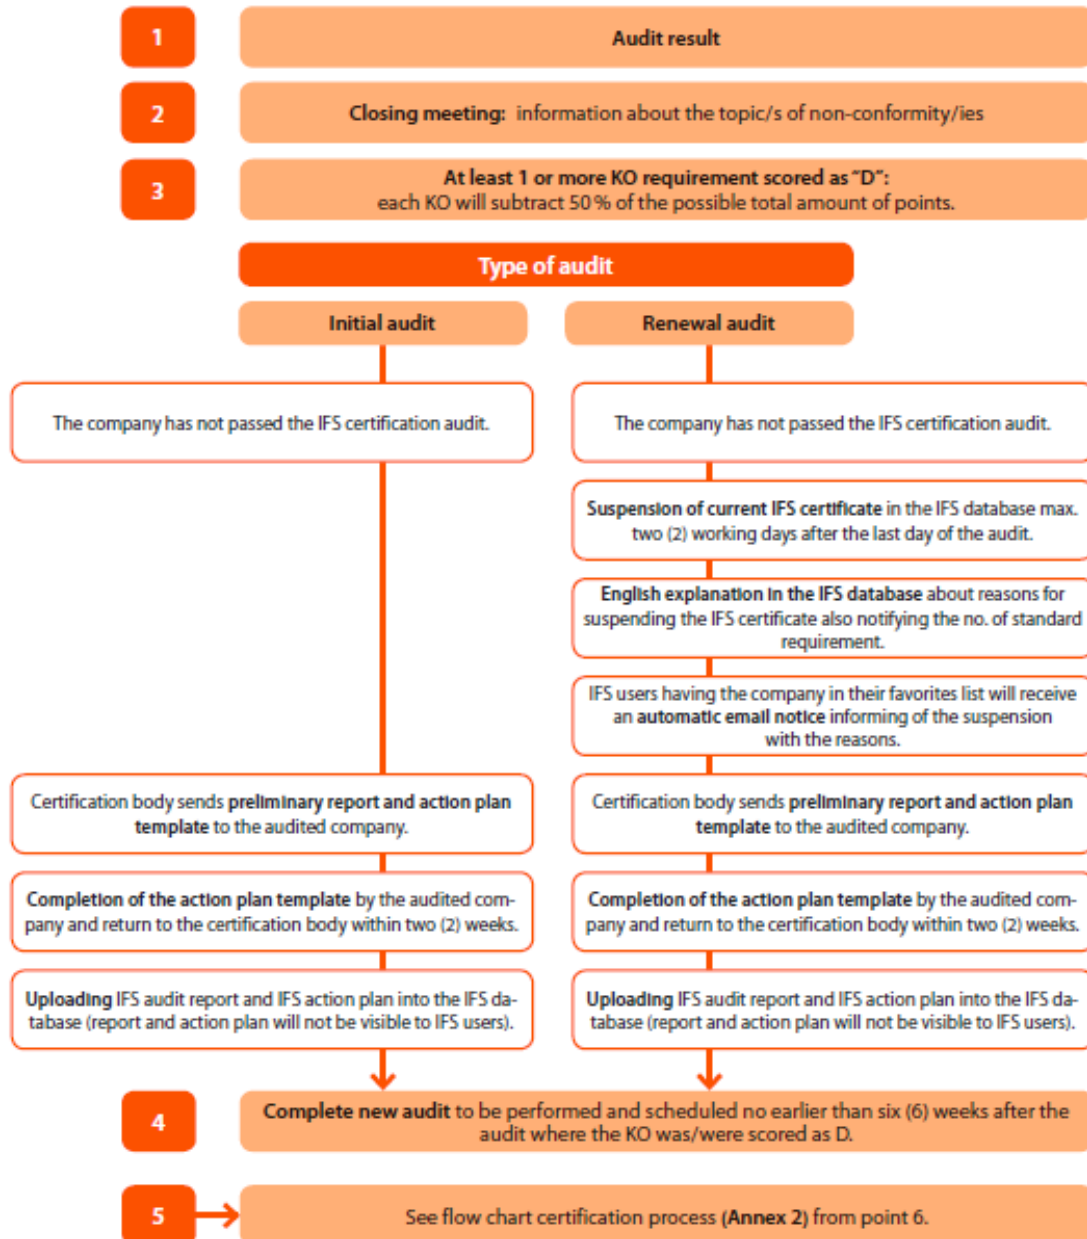 1
Audit result
2
Closing meeting: information about the topic/s of non-conformity/ies
3
At least 1 or more KO requirement scored as “D”:
each KO will subtract 50 % of the possible total amount of points.
Type of audit
Initial audit
Renewal audit
The company has not passed the IFS certification audit.
The company has not passed the IFS certification audit.
Suspension of current IFS certificate in the IFS database max.
two (2) working days after the last day of the audit.
English explanation in the IFS database about reasons for
suspending the IFS certificate also notifying the no. of standard
requirement.
IFS users having the company in their favorites list will receive
an automatic email notice informing of the suspension
with the reasons.
Certification body sends preliminary report and action plan
template to the audited company.
Certification body sends preliminary report and action plan
template to the audited company.
Completion of the action plan template by the audited com-
pany and return to the certification body within two (2) weeks.
Completion of the action plan template by the audited com-
pany and return to the certification body within two (2) weeks.
Uploading IFS audit report and IFS action plan into the IFS da-
tabase (report and action plan will not be visible to IFS users).
Uploading IFS audit report and IFS action plan into the IFS da-
tabase (report and action plan will not be visible to IFS users).
4
Complete new audit to be performed and scheduled no earlier than six (6) weeks after the
audit where the KO was/were scored as D.
5
See flow chart certification process (Annex 2) from point 6.